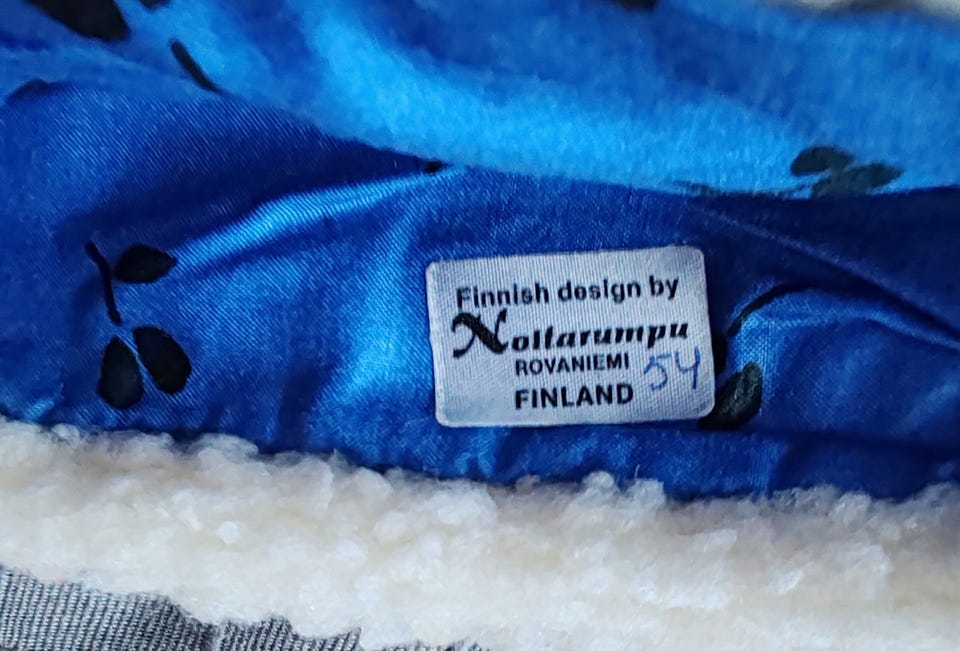 Finnish design by
Nollarumpu
ROVANIEMI 54
FINLAND